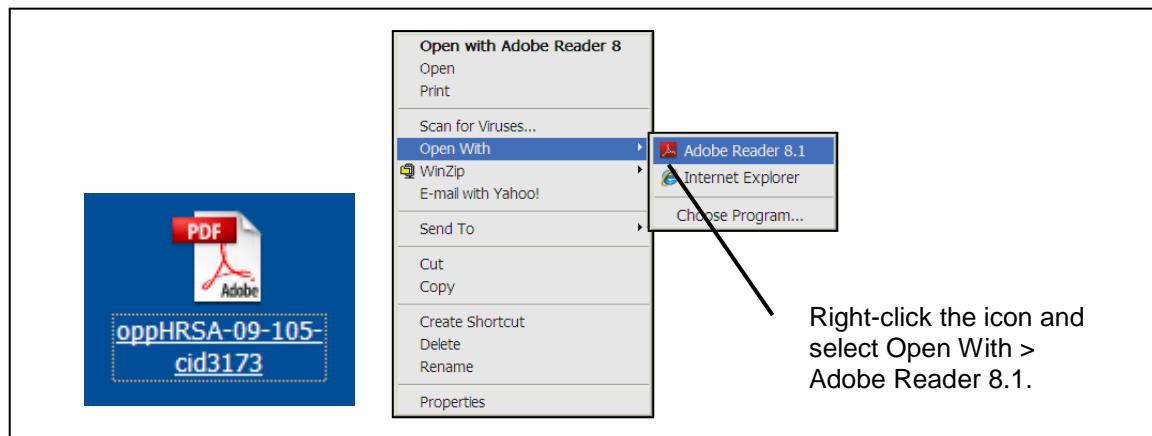 PDF
Adobe
oppHRSA-09-105-
cid3173
Open with Adobe Reader 8
Open
Print
Scan for Viruses...
Open With
WinZip
E-mail with Yahoo!
Send To
Cut
Copy
Create Shortcut
Delete
Rename
Properties
Adobe Reader 8.1
Internet Explorer
Choose Program...
Right-click the icon and
select Open With >
Adobe Reader 8.1.